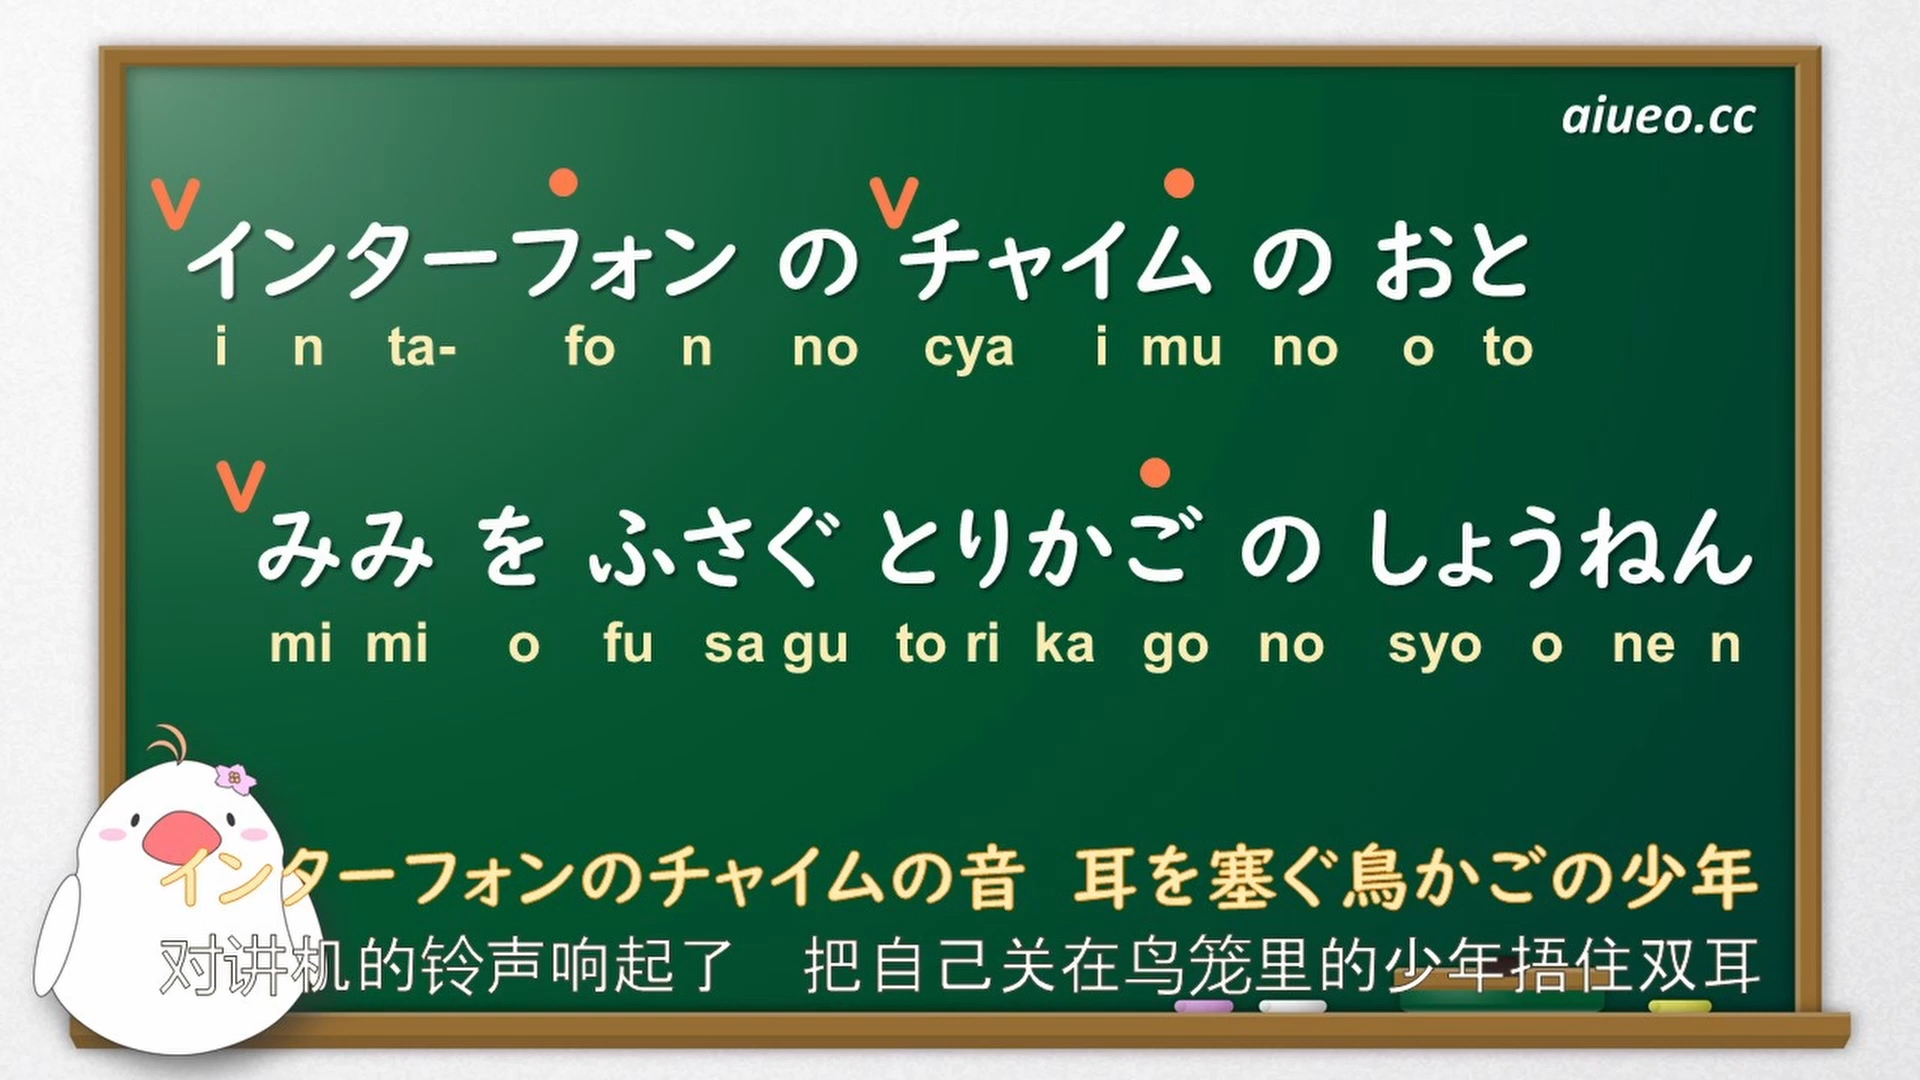 aiueo.cc
インターフォン の チャイム の おと
i n ta- fo n no cya i mu no o to
みみ を ふさぐ とりかご の しょうねん
mi mi o fu sa gu to ri ka go no syo o ne n
インターフォンのチャイムの音 耳を塞ぐ鳥かごの少年
对讲机的铃声响起了 把自己关在鸟笼里的少年捂住双耳